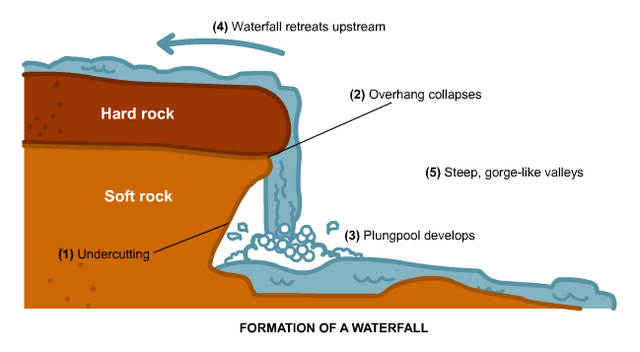 (4) Waterfall retreats upstream
(2) Overhang collapses
Hard rock
(5) Steep, gorge-like valleys
Soft rock
(3) Plungpool develops
(1) Undercutting
FORMATION OF A WATERFALL